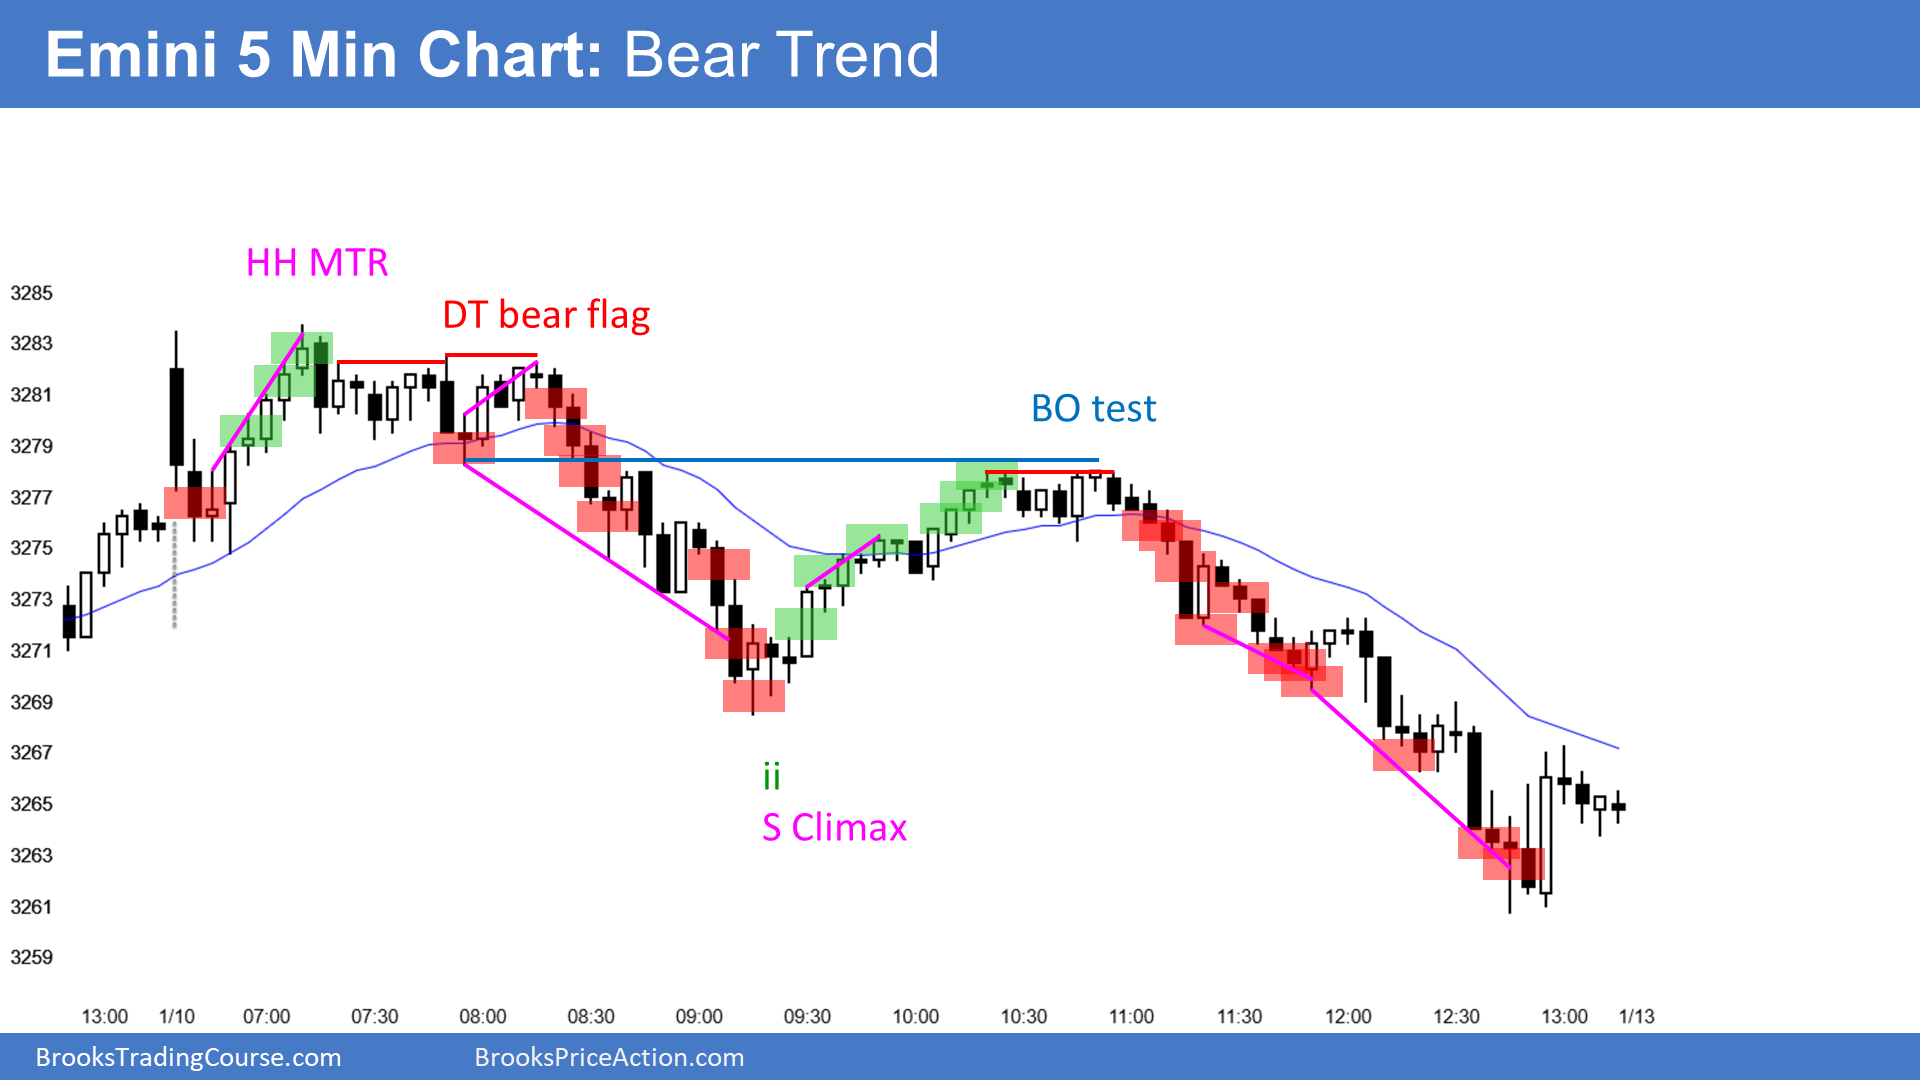 Emini 5 Min Chart: Bear Trend
HH MTR
DT bear flag
BO test
ii
S Climax
3285
3283
3281
3279
3277
3275
3273
3271
3269
3267
3265
3263
3261
3259
13:00 1/10 07:00 07:30 08:00 08:30 09:00 09:30 10:00 10:30 11:00 11:30 12:00 12:30 13:00 1/13
BrooksTradingCourse.com BrooksPriceAction.com